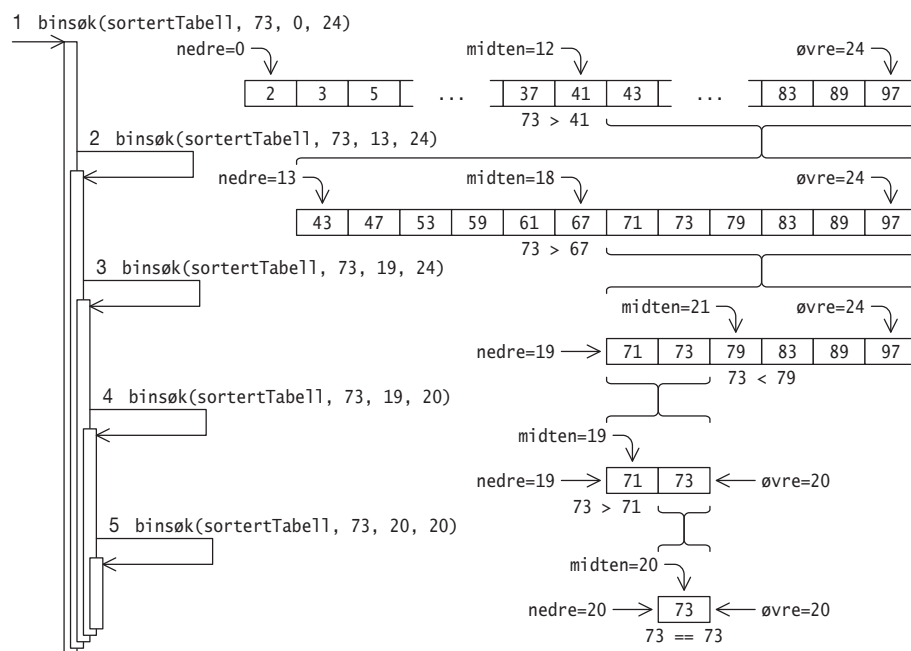 1 binsøk(sortertTabell, 73, 0, 24)
nedre=0 midten=12 øvre=24
2 3 5 ... 37 41 43 ... 83 89 97
73 > 41
2 binsøk(sortertTabell, 73, 13, 24)
nedre=13 midten=18 øvre=24
43 47 53 59 61 67 71 73 79 83 89 97
73 > 67
3 binsøk(sortertTabell, 73, 19, 24)
midten=21 øvre=24
nedre=19 71 73 79 83 89 97
73 < 79
4 binsøk(sortertTabell, 73, 19, 20)
midten=19
nedre=19 71 73 øvre=20
73 > 71
5 binsøk(sortertTabell, 73, 20, 20)
midten=20
nedre=20 73 øvre=20
73 == 73